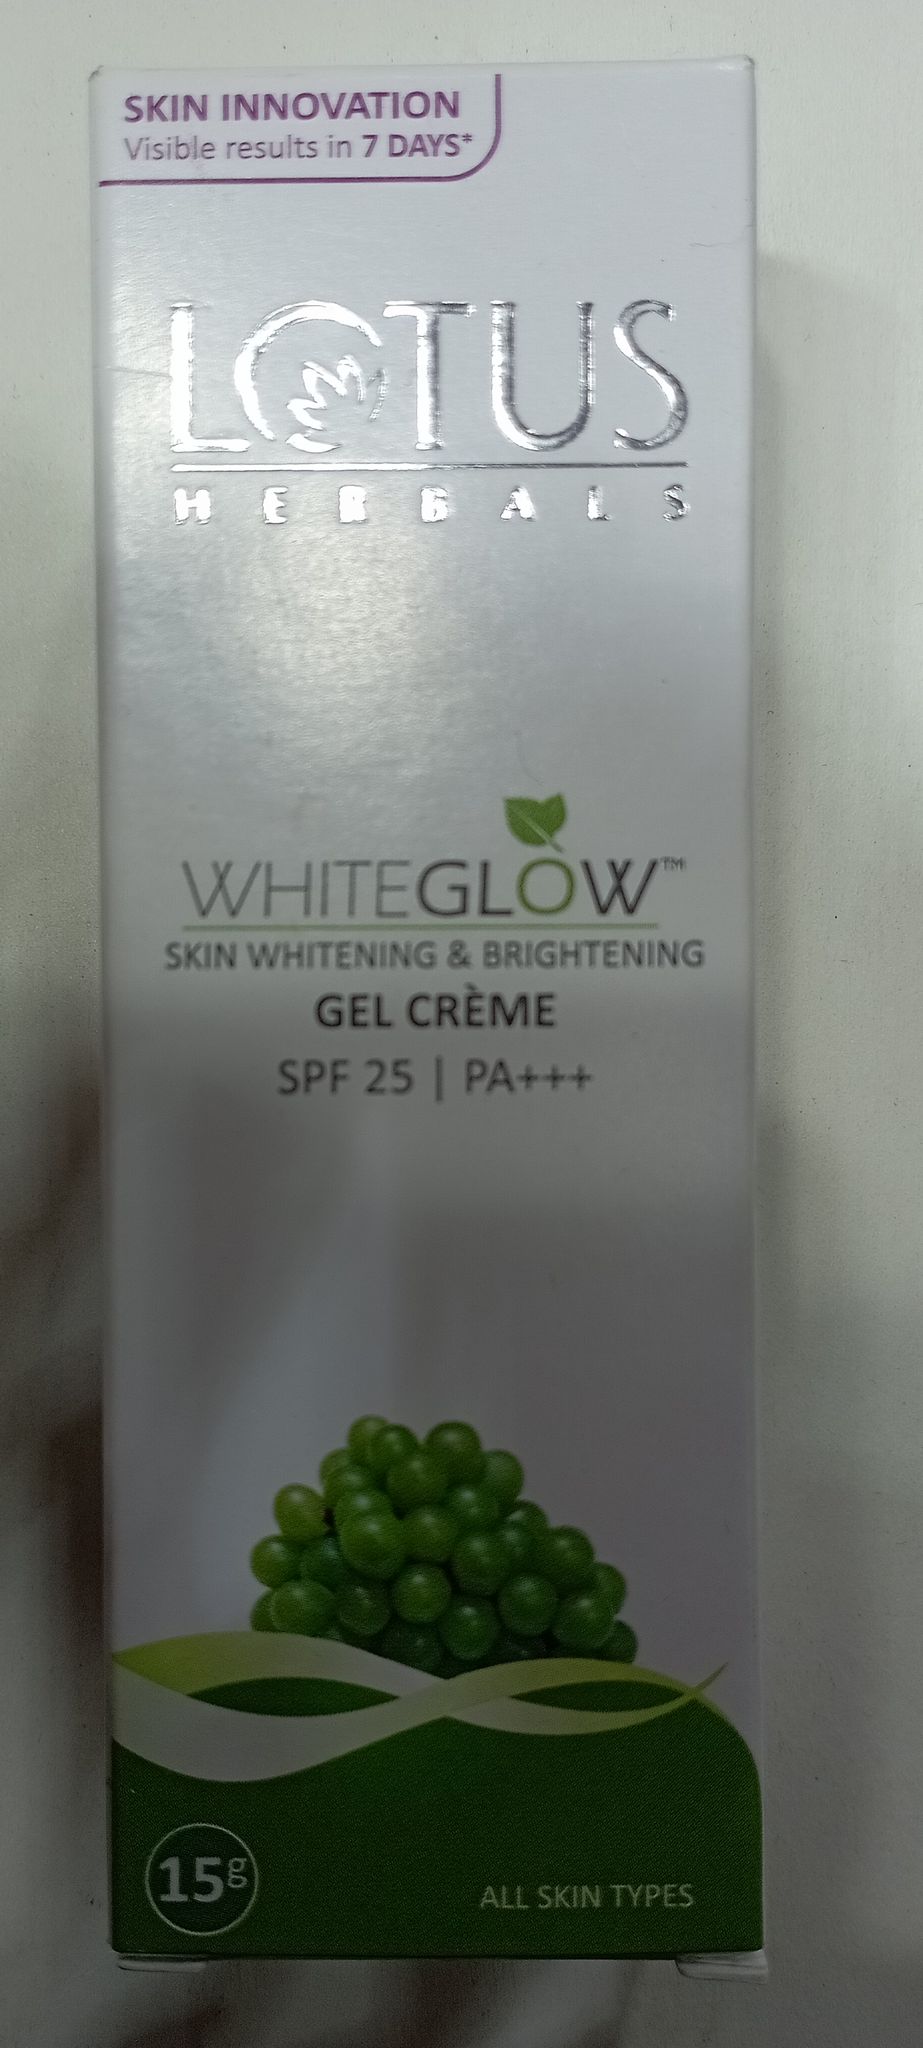 SKIN INNOVATION
Visible results in 7 DAYS*
LOTUS
HERBALS
WHITEGLOW™
SKIN WHITENING & BRIGHTENING
GEL CRÈME
SPF 25 | PA+++
15g
ALL SKIN TYPES